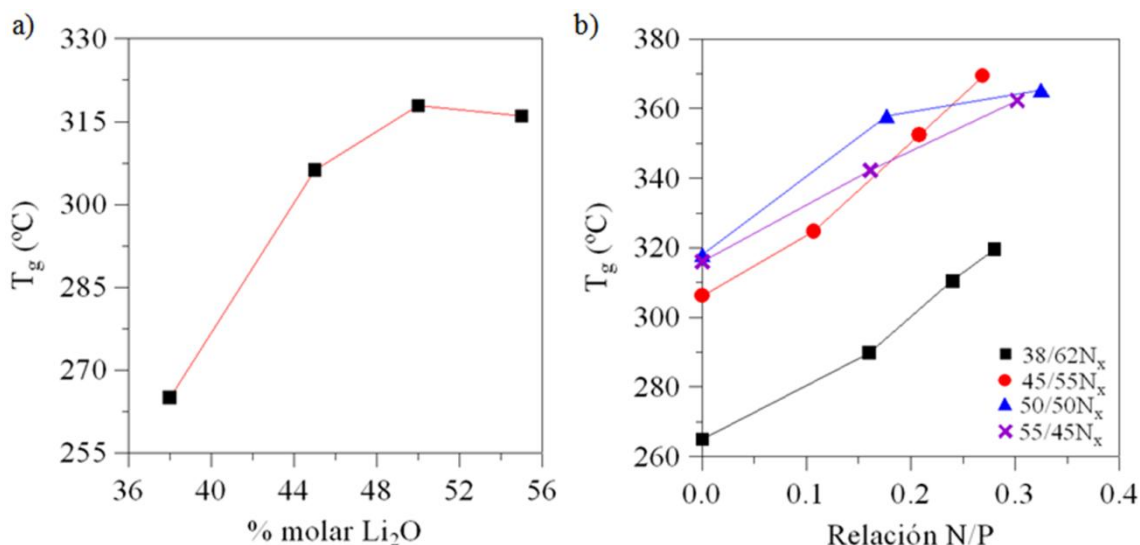 a)
330
315
300
285
270
255
T_g (ºC)
36 40 44 48 52 56
% molar Li₂O
b)
380
360
340
320
300
280
260
T_g (ºC)
38/62Nₓ
45/55Nₓ
50/50Nₓ
55/45Nₓ
0.0 0.1 0.2 0.3 0.4
Relación N/P